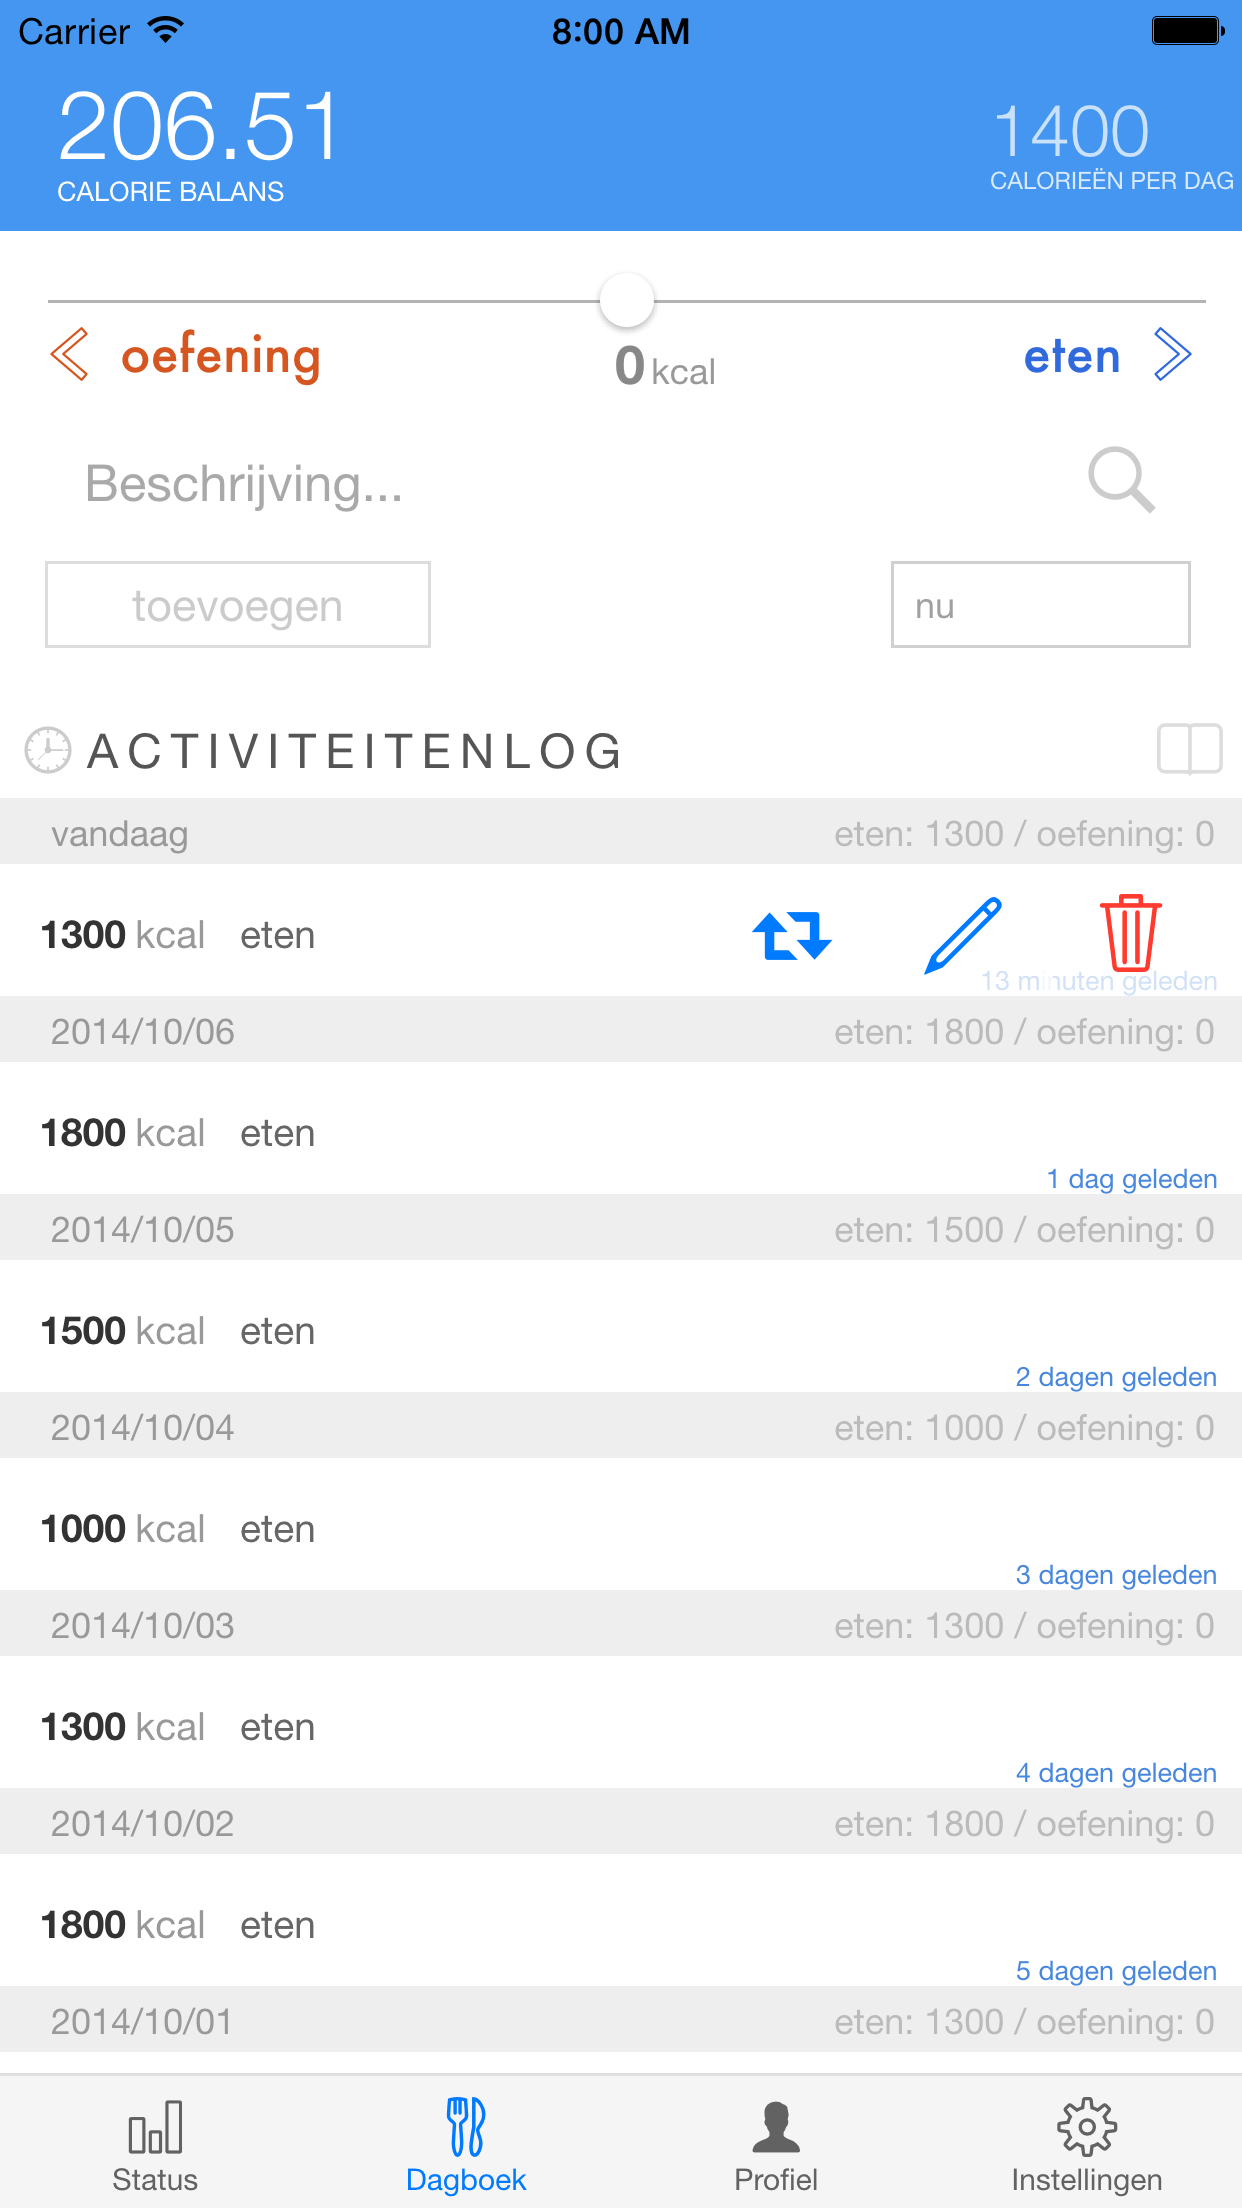 Carrier 8:00 AM
206.51 1400
CALORIE BALANS CALORIEËN PER DAG
oefening 0 kcal eten
Beschrijving...
toevoegen nu
ACTIVITEITENLOG
vandaag eten: 1300 / oefening: 0
1300 kcal eten
13 minuten geleden
2014/10/06 eten: 1800 / oefening: 0
1800 kcal eten
1 dag geleden
2014/10/05 eten: 1500 / oefening: 0
1500 kcal eten
2 dagen geleden
2014/10/04 eten: 1000 / oefening: 0
1000 kcal eten
3 dagen geleden
2014/10/03 eten: 1300 / oefening: 0
1300 kcal eten
4 dagen geleden
2014/10/02 eten: 1800 / oefening: 0
1800 kcal eten
5 dagen geleden
2014/10/01 eten: 1300 / oefening: 0
Status Dagboek Profiel Instellingen